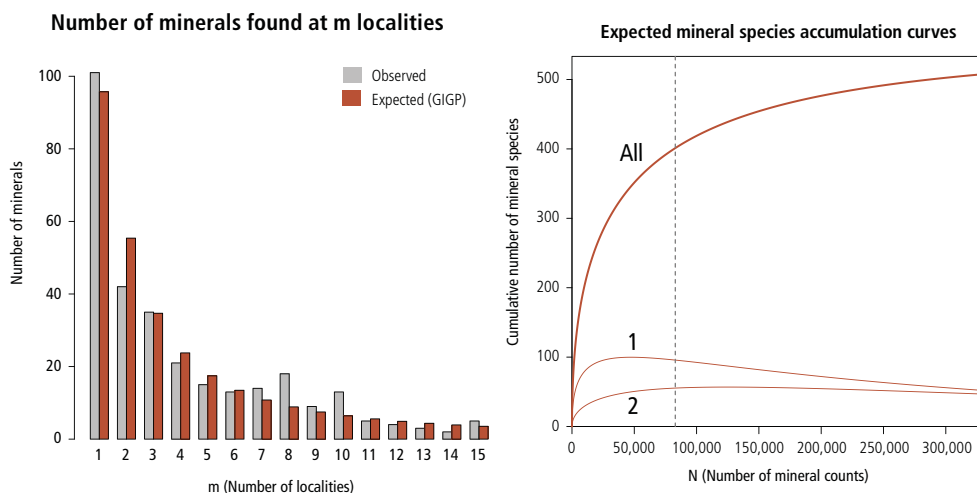 Number of minerals found at m localities
Observed
Expected (GIGP)
Number of minerals
100
80
60
40
20
0
1 2 3 4 5 6 7 8 9 10 11 12 13 14 15
m (Number of localities)
Expected mineral species accumulation curves
Cumulative number of mineral species
500
400
300
200
100
0
All
1
2
0 50,000 100,000 150,000 200,000 250,000 300,000
N (Number of mineral counts)